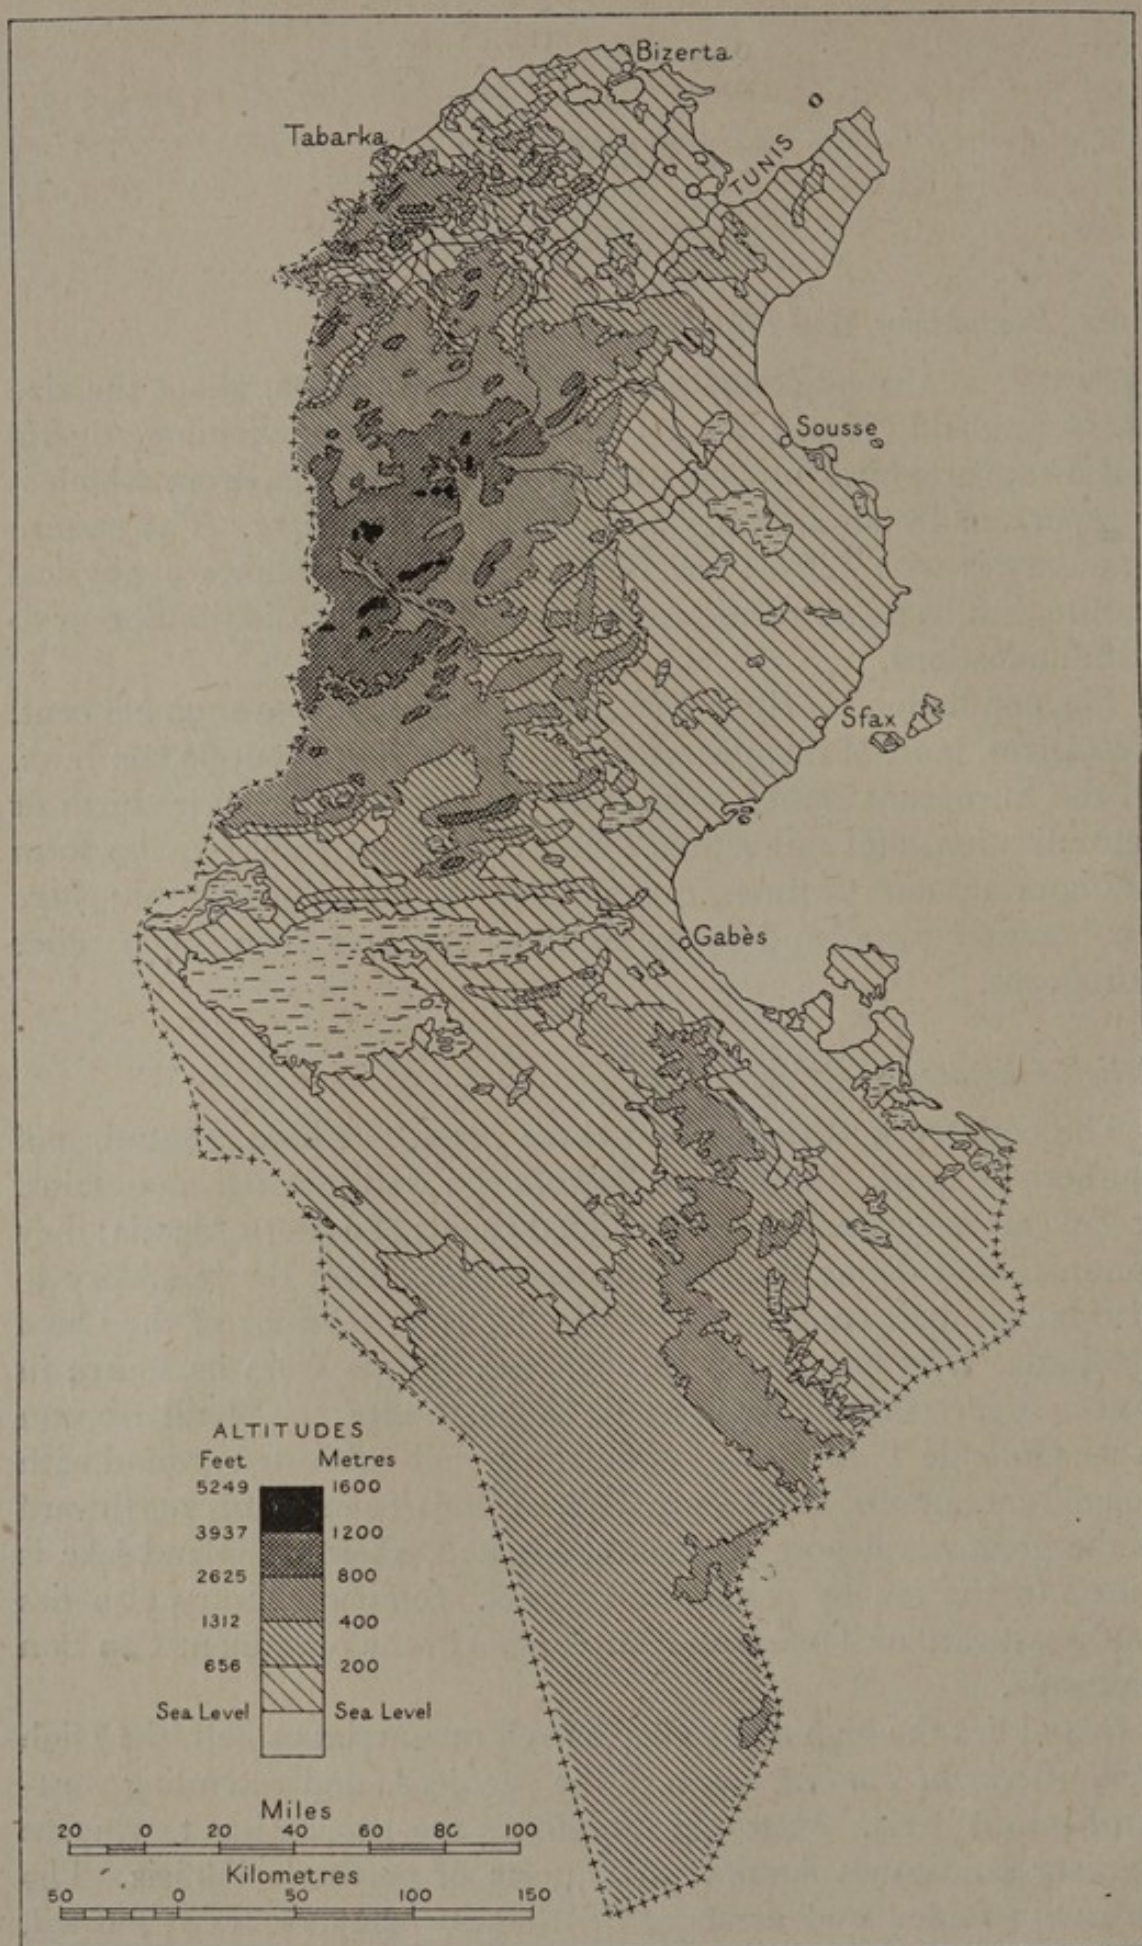 Bizerta
Tabarka
TUNIS
Sousse
Sfax
Gabès
ALTITUDES
Feet Metres
5249 1600
3937 1200
2625 800
1312 400
656 200
Sea Level Sea Level
Miles
20 0 20 40 60 80 100
Kilometres
50 0 50 100 150